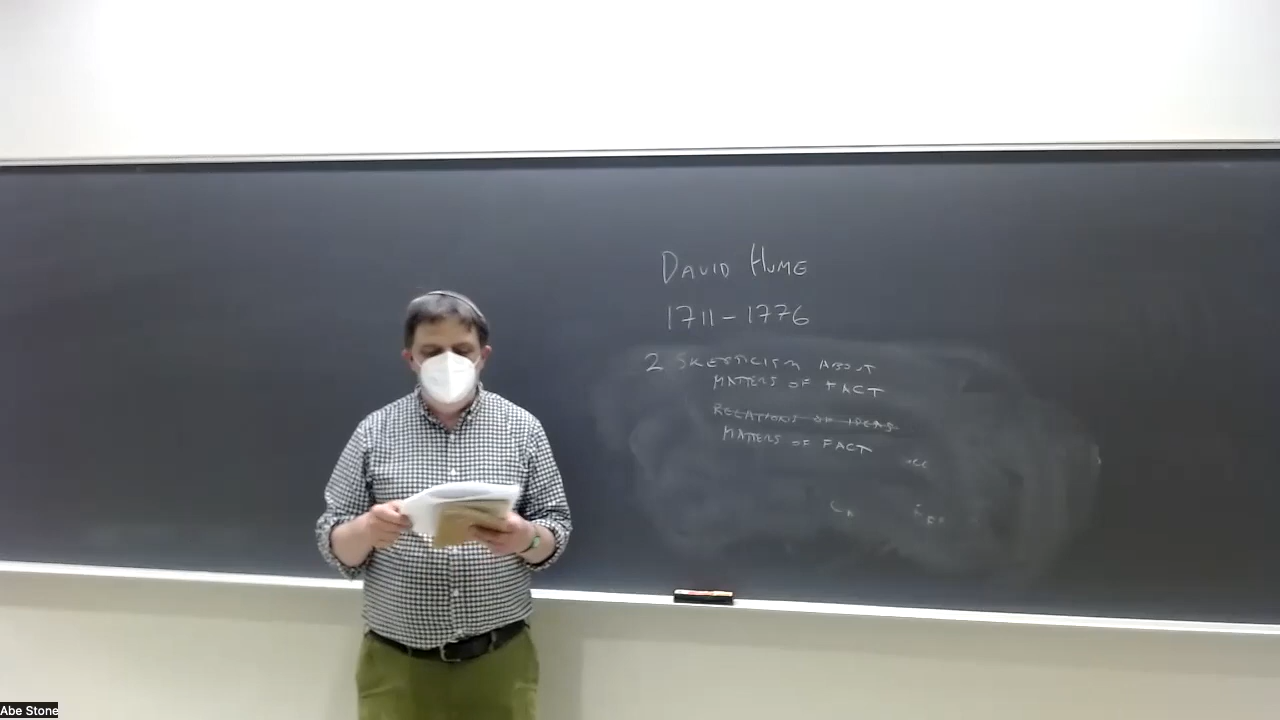 DAVID HUME
1711-1776
2 SKEPTICISM ABOUT
MATTERS OF FACT
RELATIONS OF IDEAS
MATTERS OF FACT
Abe Stone